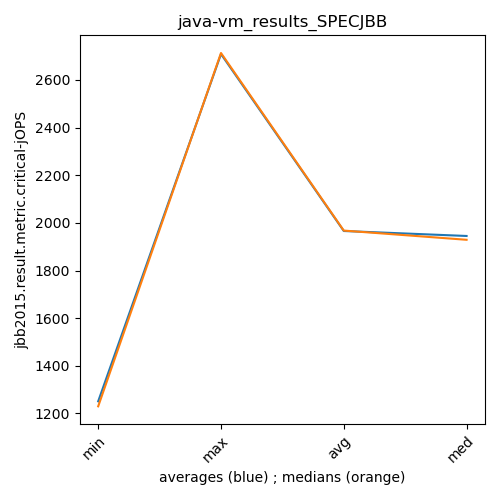 java-vm_results_SPECJBB
jbb2015.result.metric.critical-jOPS
2600
2400
2200
2000
1800
1600
1400
1200
min
max
avg
med
averages (blue) ; medians (orange)